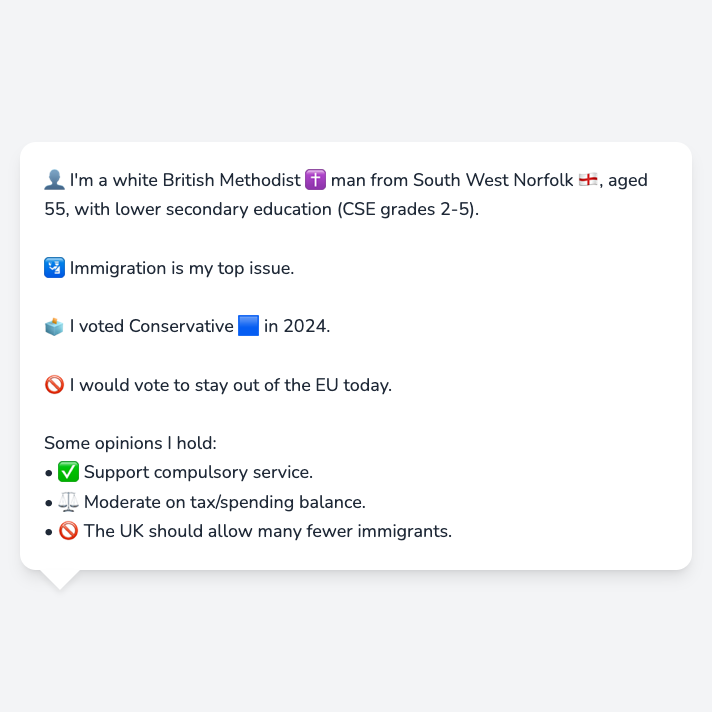 👤 I'm a white British Methodist ✝️ man from South West Norfolk 🏴󠁧󠁢󠁥󠁮󠁧󠁿, aged
55, with lower secondary education (CSE grades 2-5).
🛂 Immigration is my top issue.
🗳️ I voted Conservative 🟦 in 2024.
🚫 I would vote to stay out of the EU today.
Some opinions I hold:
• ✅ Support compulsory service.
• ⚖️ Moderate on tax/spending balance.
• 🚫 The UK should allow many fewer immigrants.